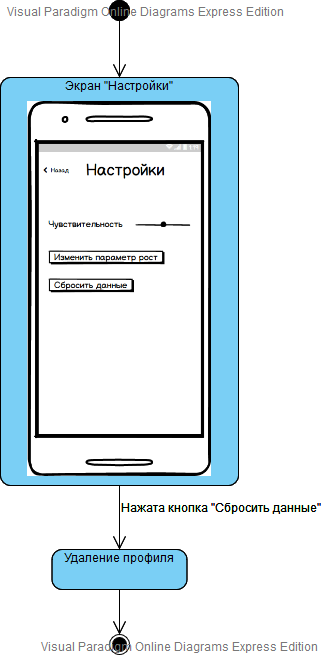 Visual Paradigm Online Diagrams Express Edition
Экран "Настройки"
Назад
Настройки
Чувствительность
Изменить параметр рост
Сбросить данные
Нажата кнопка "Сбросить данные"
Удаление профиля
Visual Paradigm Online Diagrams Express Edition